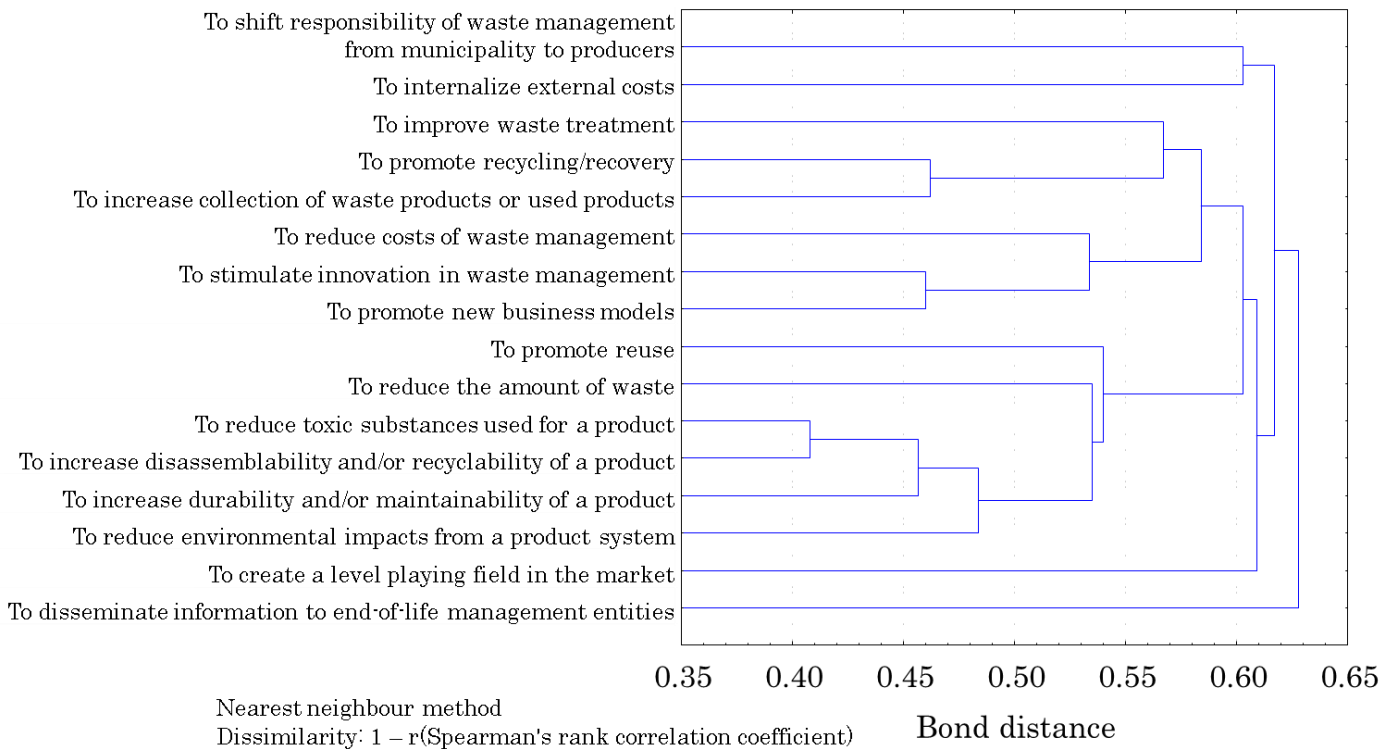 To shift responsibility of waste management
from municipality to producers
To internalize external costs
To improve waste treatment
To promote recycling/recovery
To increase collection of waste products or used products
To reduce costs of waste management
To stimulate innovation in waste management
To promote new business models
To promote reuse
To reduce the amount of waste
To reduce toxic substances used for a product
To increase disassemblability and/or recyclability of a product
To increase durability and/or maintainability of a product
To reduce environmental impacts from a product system
To create a level playing field in the market
To disseminate information to end-of-life management entities
0.35 0.40 0.45 0.50 0.55 0.60 0.65
Nearest neighbour method
Dissimilarity: 1 – r(Spearman's rank correlation coefficient)
Bond distance